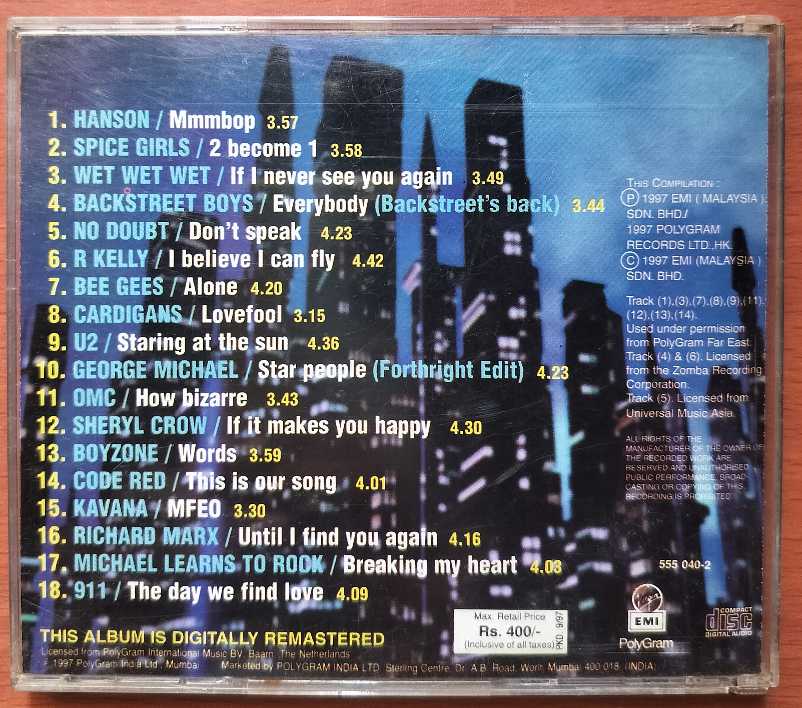 1. HANSON / Mmmbop 3.57
2. SPICE GIRLS / 2 become 1 3.58
3. WET WET WET / If I never see you again 3.49
4. BACKSTREET BOYS / Everybody (Backstreet's back) 3.44
5. NO DOUBT / Don't speak 4.23
6. R KELLY / I believe I can fly 4.42
7. BEE GEES / Alone 4.20
8. CARDIGANS / Lovefool 3.15
9. U2 / Staring at the sun 4.36
10. GEORGE MICHAEL / Star people (Forthright Edit) 4.23
11. OMC / How bizarre 3.43
12. SHERYL CROW / If it makes you happy 4.30
13. BOYZONE / Words 3.59
14. CODE RED / This is our song 4.01
15. KAVANA / MFEO 3.30
16. RICHARD MARX / Until I find you again 4.16
17. MICHAEL LEARNS TO ROCK / Breaking my heart 4.03
18. 911 / The day we find love 4.09
THIS ALBUM IS DIGITALLY REMASTERED
Licensed from PolyGram International Music BV. Baarn. The Netherlands
℗ 1997 PolyGram India Ltd., Mumbai Marketed by POLYGRAM INDIA LTD. Sterling Centre, Dr. A.B. Road, Worli, Mumbai 400 018. (INDIA)
THIS COMPILATION :
℗ 1997 EMI ( MALAYSIA )
SDN. BHD./
1997 POLYGRAM
RECORDS LTD.,HK.
© 1997 EMI (MALAYSIA )
SDN. BHD.
Track (1),(3),(7),(8),(9),(11),
(12),(13),(14).
Used under permission
from PolyGram Far East.
Track (4) & (6). Licensed
from the Zomba Recording
Corporation.
Track (5). Licensed from
Universal Music Asia.
ALL RIGHTS OF THE
MANUFACTURER OF THE OWNER OF
THE RECORDED WORK ARE
RESERVED AND UNAUTHORISED
PUBLIC PERFORMANCE, BROAD
CASTING OR COPYING OF THIS
RECORDING IS PROHIBITED
555 040-2
Max. Retail Price
Rs. 400/-
(Inclusive of all taxes)
PKD. 9/97
Virgin
EMI
PolyGram
COMPACT
disc
DIGITAL AUDIO